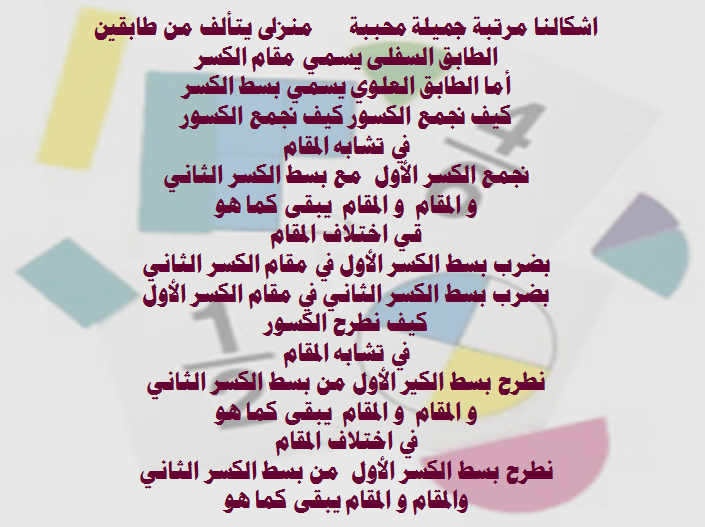 اشكالنا مرتبة جميلة محببة منزلى يتألف من طابقين
الطابق السفلى يسمي مقام الكسر
أما الطابق العلوي يسمي بسط الكسر
كيف نجمع الكسور كيف نجمع الكسور
في تشابه المقام
نجمع الكسر الأول مع بسط الكسر الثاني
و المقام و المقام يبقى كما هو
قي اختلاف المقام
بضرب بسط الكسر الأول في مقام الكسر الثاني
بضرب بسط الكسر الثاني في مقام الكسر الأول
كيف نطرح الكسور
في تشابه المقام
نطرح بسط الكير الأول من بسط الكسر الثاني
و المقام و المقام يبقى كما هو
في اختلاف المقام
نطرح بسط الكسر الأول من بسط الكسر الثاني
والمقام و المقام يبقى كما هو
4/6
1/2